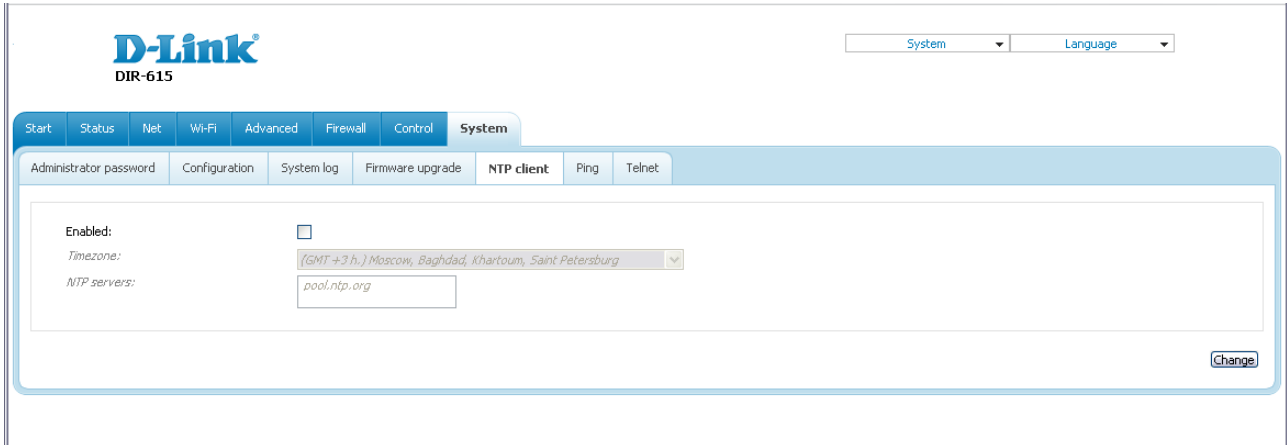 D-Link®
DIR-615
System Language
Start Status Net Wi-Fi Advanced Firewall Control System
Administrator password Configuration System log Firmware upgrade NTP client Ping Telnet
Enabled:
Timezone: (GMT +3 h.) Moscow, Baghdad, Khartoum, Saint Petersburg
NTP servers: pool.ntp.org
Change